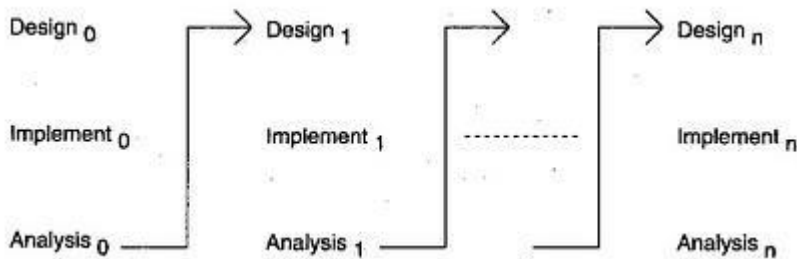 Design 0 Design 1 Design n
Implement 0 Implement 1 Implement n
Analysis 0 Analysis 1 Analysis n